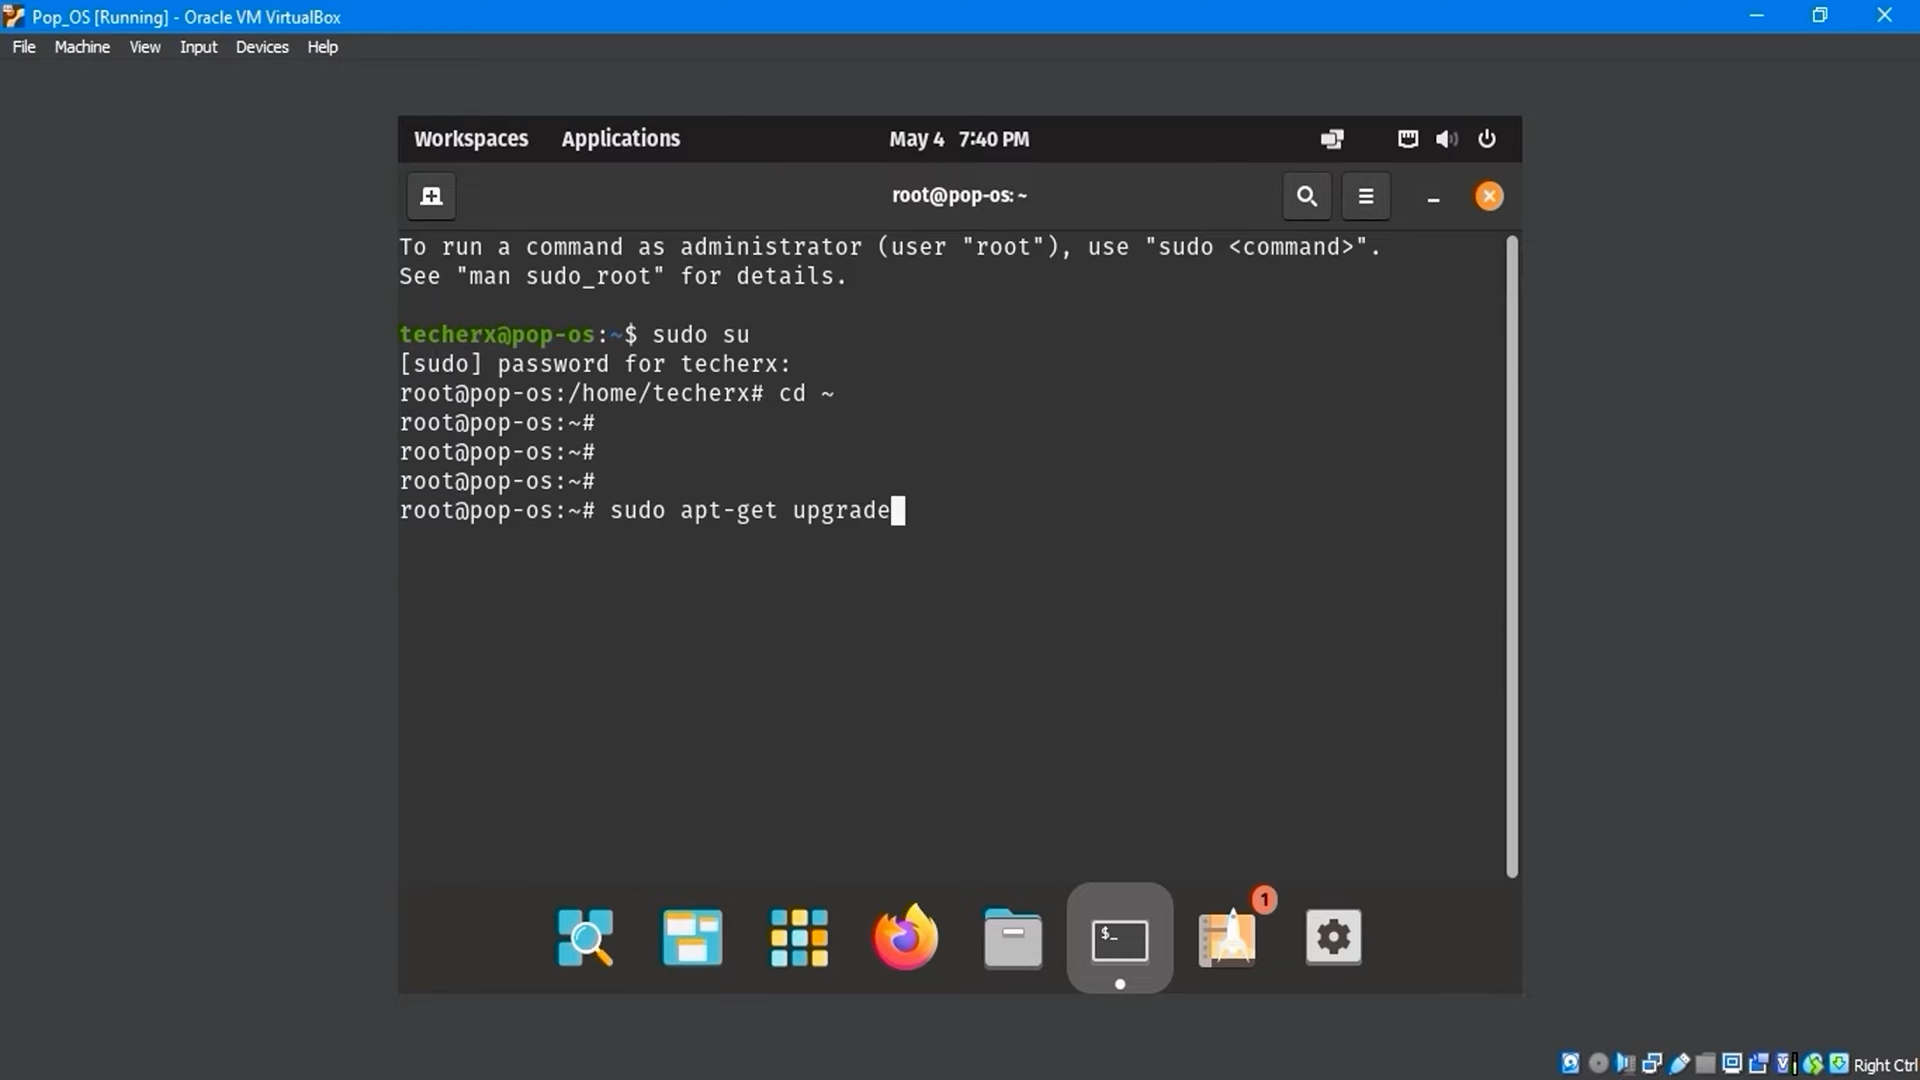 Pop_OS [Running] - Oracle VM VirtualBox
File Machine View Input Devices Help
Workspaces Applications May 4 7:40 PM
root@pop-os: ~
To run a command as administrator (user "root"), use "sudo <command>".
See "man sudo_root" for details.
techerx@pop-os:~$ sudo su
[sudo] password for techerx:
root@pop-os:/home/techerx# cd ~
root@pop-os:~#
root@pop-os:~#
root@pop-os:~#
root@pop-os:~# sudo apt-get upgrade
$_
1
Right Ctrl